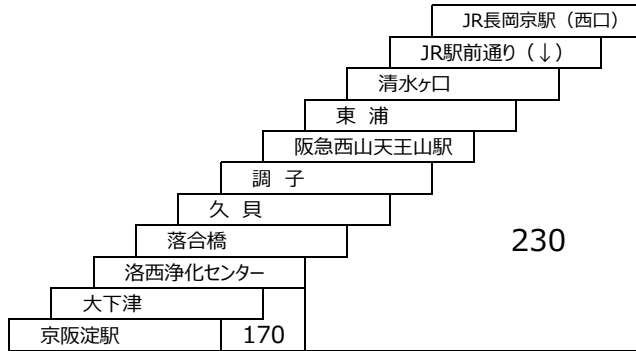 JR長岡京駅（西口）
JR駅前通り（↓）
清水ヶ口
東 浦
阪急西山天王山駅
調 子
久 貝
落合橋
230
洛西浄化センター
大下津
京阪淀駅 170